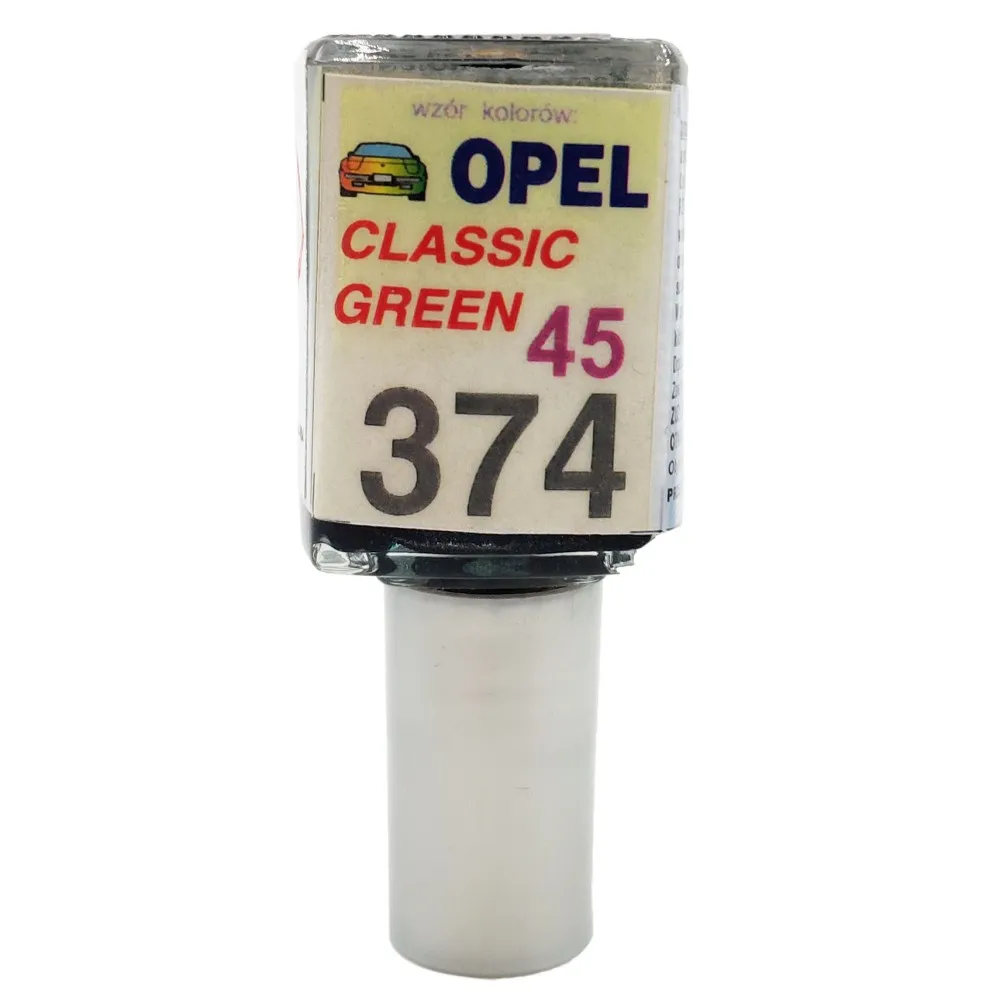 wzór kolorów:
OPEL
CLASSIC
GREEN
45
374